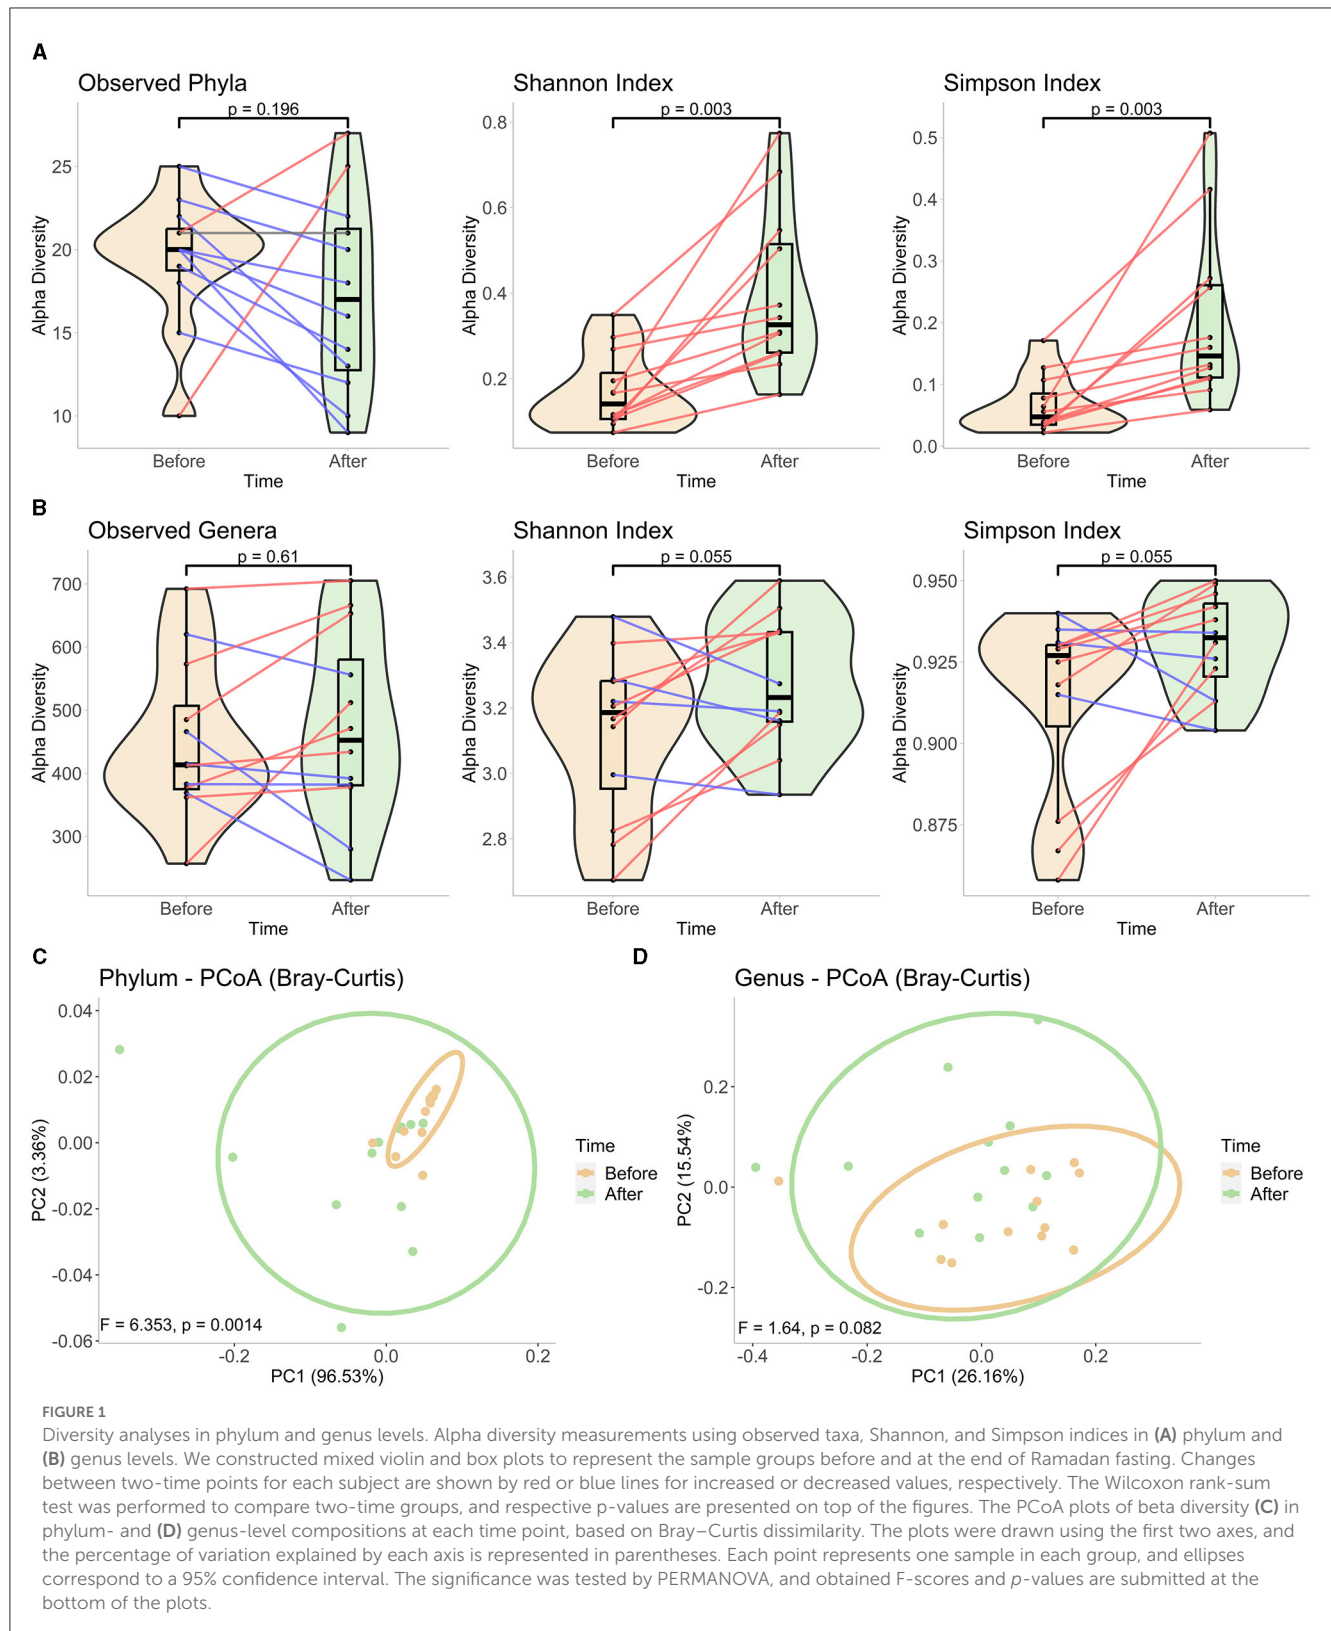 A
Observed Phyla
Shannon Index
Simpson Index
p = 0.196
p = 0.003
p = 0.003
Alpha Diversity
25
20
15
10
Before
After
Time
Alpha Diversity
0.8
0.6
0.4
0.2
Before
After
Time
Alpha Diversity
0.5
0.4
0.3
0.2
0.1
0.0
Before
After
Time
B
Observed Genera
Shannon Index
Simpson Index
p = 0.61
p = 0.055
p = 0.055
Alpha Diversity
700
600
500
400
300
Before
After
Time
Alpha Diversity
3.6
3.4
3.2
3.0
2.8
Before
After
Time
Alpha Diversity
0.950
0.925
0.900
0.875
Before
After
Time
C
Phylum - PCoA (Bray-Curtis)
PC2 (3.36%)
0.04
0.02
0.00
-0.02
-0.04
-0.06
F = 6.353, p = 0.0014
-0.2
0.0
0.2
PC1 (96.53%)
Time
Before
After
D
Genus - PCoA (Bray-Curtis)
PC2 (15.54%)
0.2
0.0
-0.2
F = 1.64, p = 0.082
-0.4
-0.2
0.0
0.2
PC1 (26.16%)
Time
Before
After
FIGURE 1
Diversity analyses in phylum and genus levels. Alpha diversity measurements using observed taxa, Shannon, and Simpson indices in (A) phylum and
(B) genus levels. We constructed mixed violin and box plots to represent the sample groups before and at the end of Ramadan fasting. Changes
between two-time points for each subject are shown by red or blue lines for increased or decreased values, respectively. The Wilcoxon rank-sum
test was performed to compare two-time groups, and respective p-values are presented on top of the figures. The PCoA plots of beta diversity (C) in
phylum- and (D) genus-level compositions at each time point, based on Bray–Curtis dissimilarity. The plots were drawn using the first two axes, and
the percentage of variation explained by each axis is represented in parentheses. Each point represents one sample in each group, and ellipses
correspond to a 95% confidence interval. The significance was tested by PERMANOVA, and obtained F-scores and p-values are submitted at the
bottom of the plots.